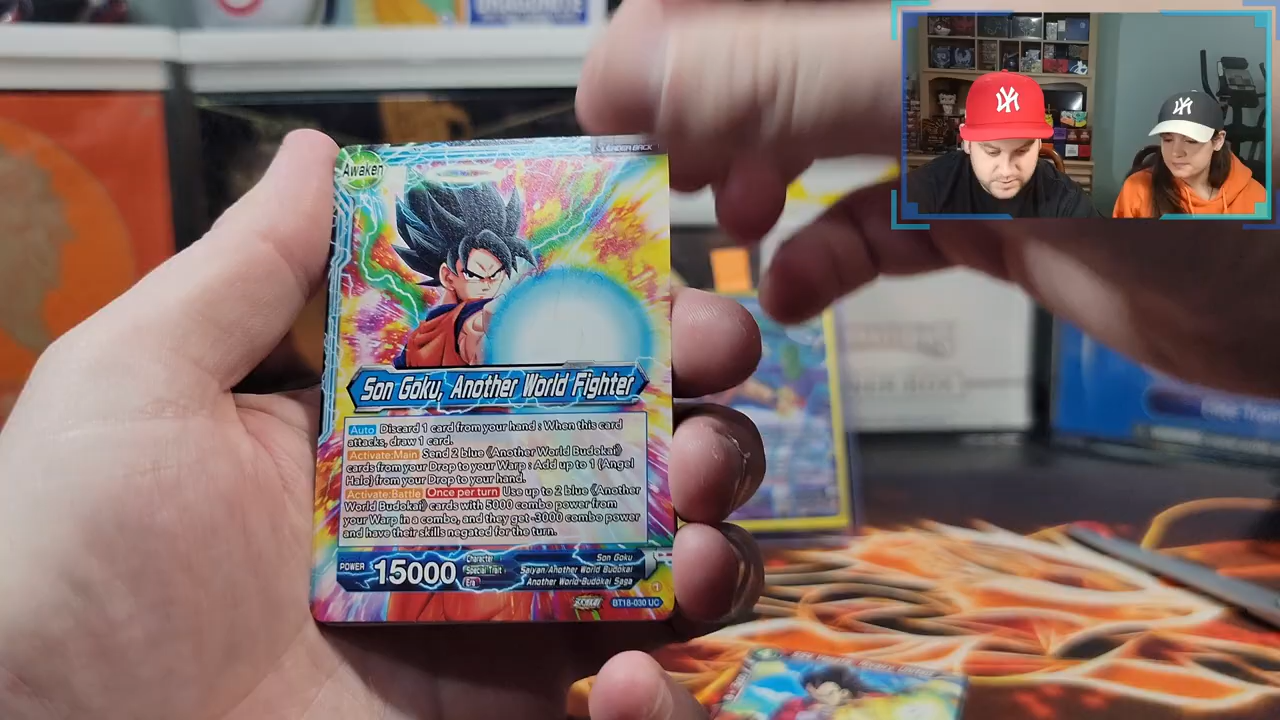 LEADER BACK
Awaken
Son Goku, Another World Fighter
Auto Discard 1 card from your hand : When this card
attacks, draw 1 card.
Activate:Main Send 2 blue 《Another World Budokai》
cards from your Drop to your Warp : Add up to 1 {Angel
Halo} from your Drop to your hand.
Activate:Battle Once per turn Use up to 2 blue 《Another
World Budokai》 cards with 5000 combo power from
your Warp in a combo, and they get -3000 combo power
and have their skills negated for the turn.
POWER 15000
Character Son Goku
Special Trait Saiyan/Another World Budokai
Era Another World Budokai Saga
BT18-030 UC